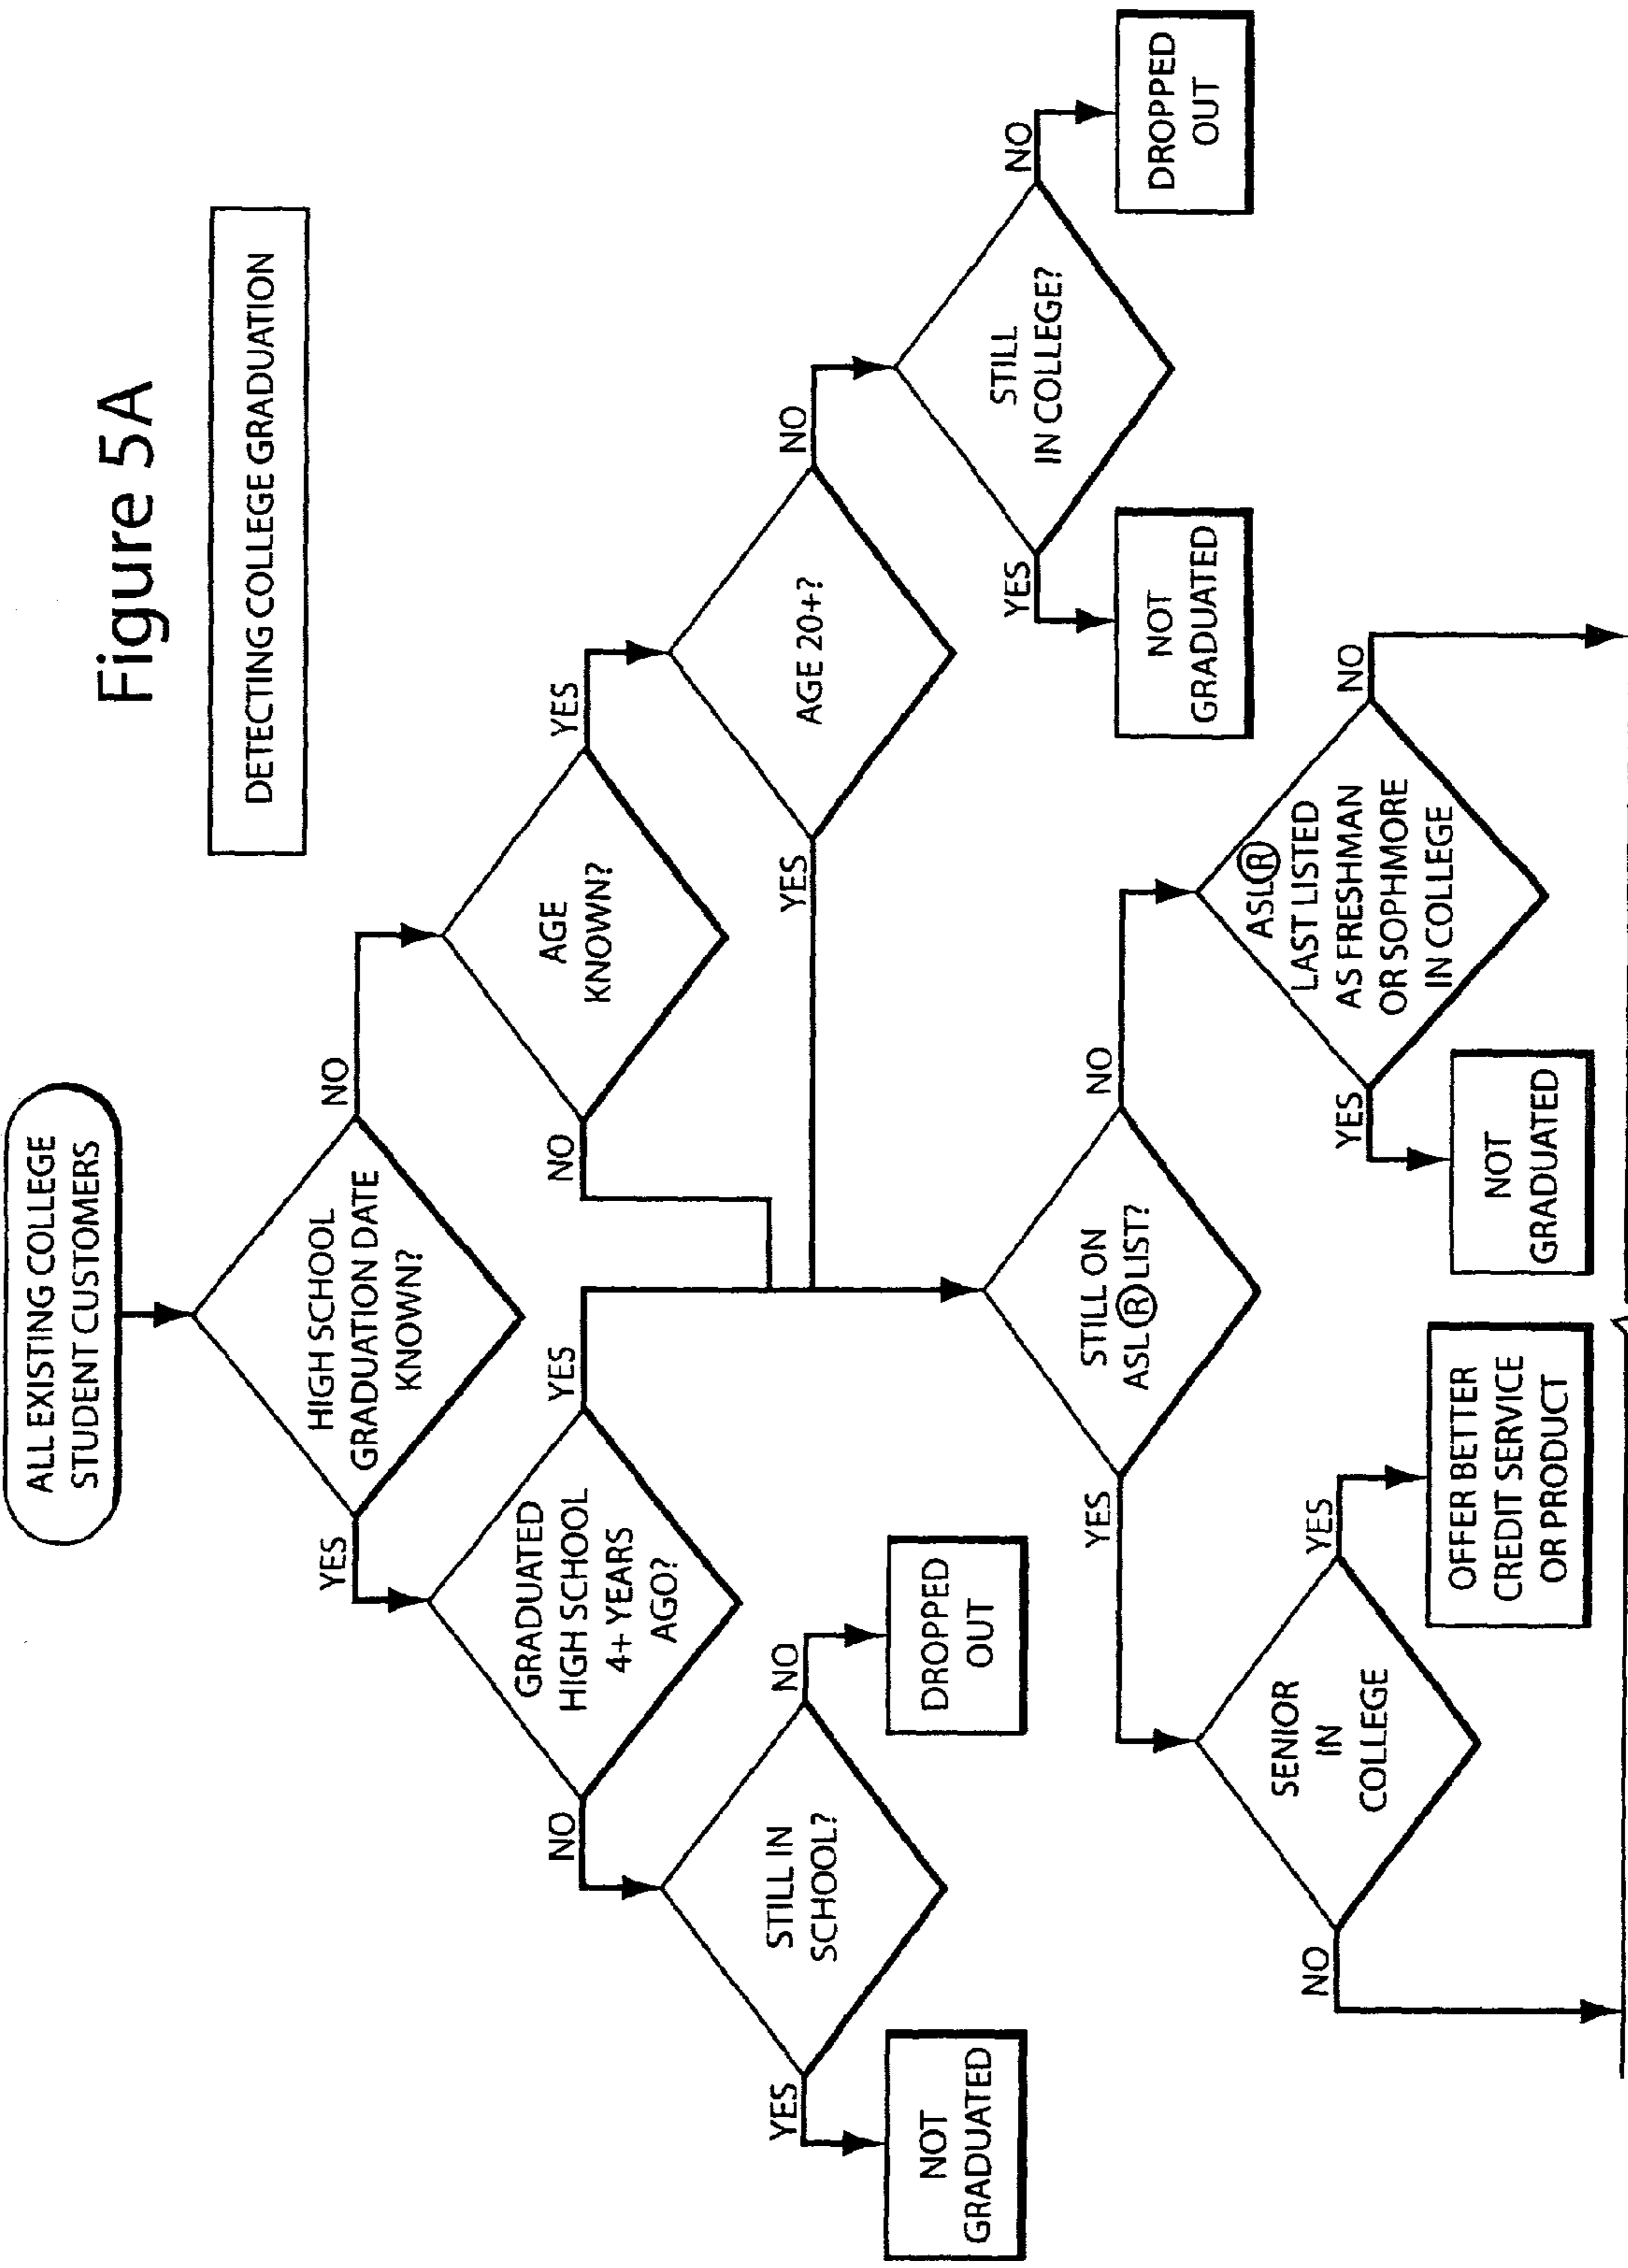 Figure 5A
DETECTING COLLEGE GRADUATION
ALL EXISTING COLLEGE
STUDENT CUSTOMERS
HIGH SCHOOL
GRADUATION DATE
KNOWN?
YES
NO
GRADUATED
HIGH SCHOOL
4+ YEARS
AGO?
NO
YES
AGE
KNOWN?
NO
YES
STILL IN
SCHOOL?
YES
NO
NOT
GRADUATED
DROPPED
OUT
AGE 20+?
YES
NO
STILL
IN COLLEGE?
YES
NO
NOT
GRADUATED
DROPPED
OUT
STILL ON
ASL® LIST?
YES
NO
SENIOR
IN
COLLEGE
NO
YES
OFFER BETTER
CREDIT SERVICE
OR PRODUCT
ASL®
LAST LISTED
AS FRESHMAN
OR SOPHMORE
IN COLLEGE
YES
NO
NOT
GRADUATED